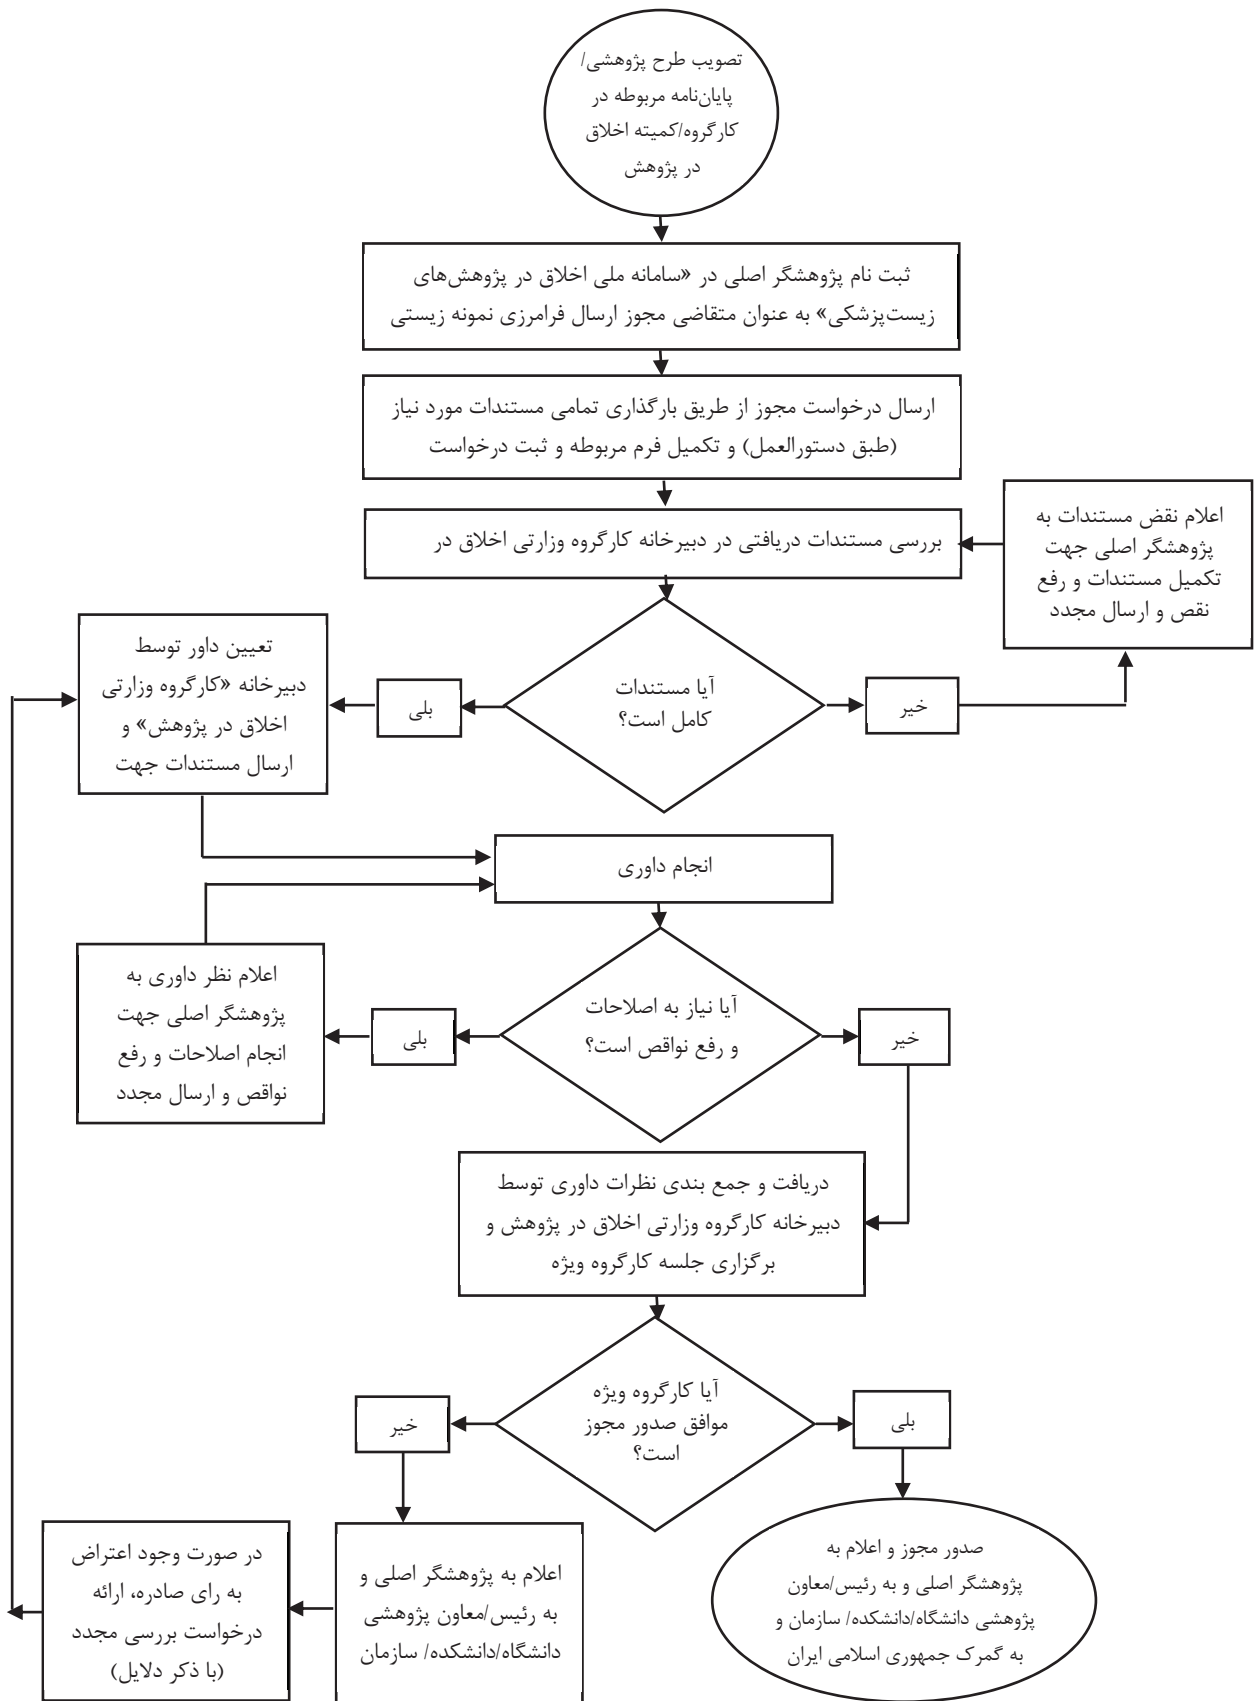 تصویب طرح پژوهشی/
پایان‌نامه مربوطه در
کارگروه/کمیته اخلاق
در پژوهش
ثبت نام پژوهشگر اصلی در «سامانه ملی اخلاق در پژوهش‌های
زیست‌پزشکی» به عنوان متقاضی مجوز ارسال فرامرزی نمونه زیستی
ارسال درخواست مجوز از طریق بارگذاری تمامی مستندات مورد نیاز
(طبق دستورالعمل) و تکمیل فرم مربوطه و ثبت درخواست
بررسی مستندات دریافتی در دبیرخانه کارگروه وزارتی اخلاق در
اعلام نقض مستندات به
پژوهشگر اصلی جهت
تکمیل مستندات و رفع
نقص و ارسال مجدد
آیا مستندات
کامل است؟
خیر
بلی
تعیین داور توسط
دبیرخانه «کارگروه وزارتی
اخلاق در پژوهش» و
ارسال مستندات جهت
انجام داوری
آیا نیاز به اصلاحات
و رفع نواقص است؟
خیر
بلی
اعلام نظر داوری به
پژوهشگر اصلی جهت
انجام اصلاحات و رفع
نواقص و ارسال مجدد
دریافت و جمع بندی نظرات داوری توسط
دبیرخانه کارگروه وزارتی اخلاق در پژوهش و
برگزاری جلسه کارگروه ویژه
آیا کارگروه ویژه
موافق صدور مجوز
است؟
بلی
خیر
صدور مجوز و اعلام به
پژوهشگر اصلی و به رئیس/معاون
پژوهشی دانشگاه/دانشکده/ سازمان و
به گمرک جمهوری اسلامی ایران
اعلام به پژوهشگر اصلی و
به رئیس/معاون پژوهشی
دانشگاه/دانشکده/ سازمان
در صورت وجود اعتراض
به رای صادره، ارائه
درخواست بررسی مجدد
(با ذکر دلایل)